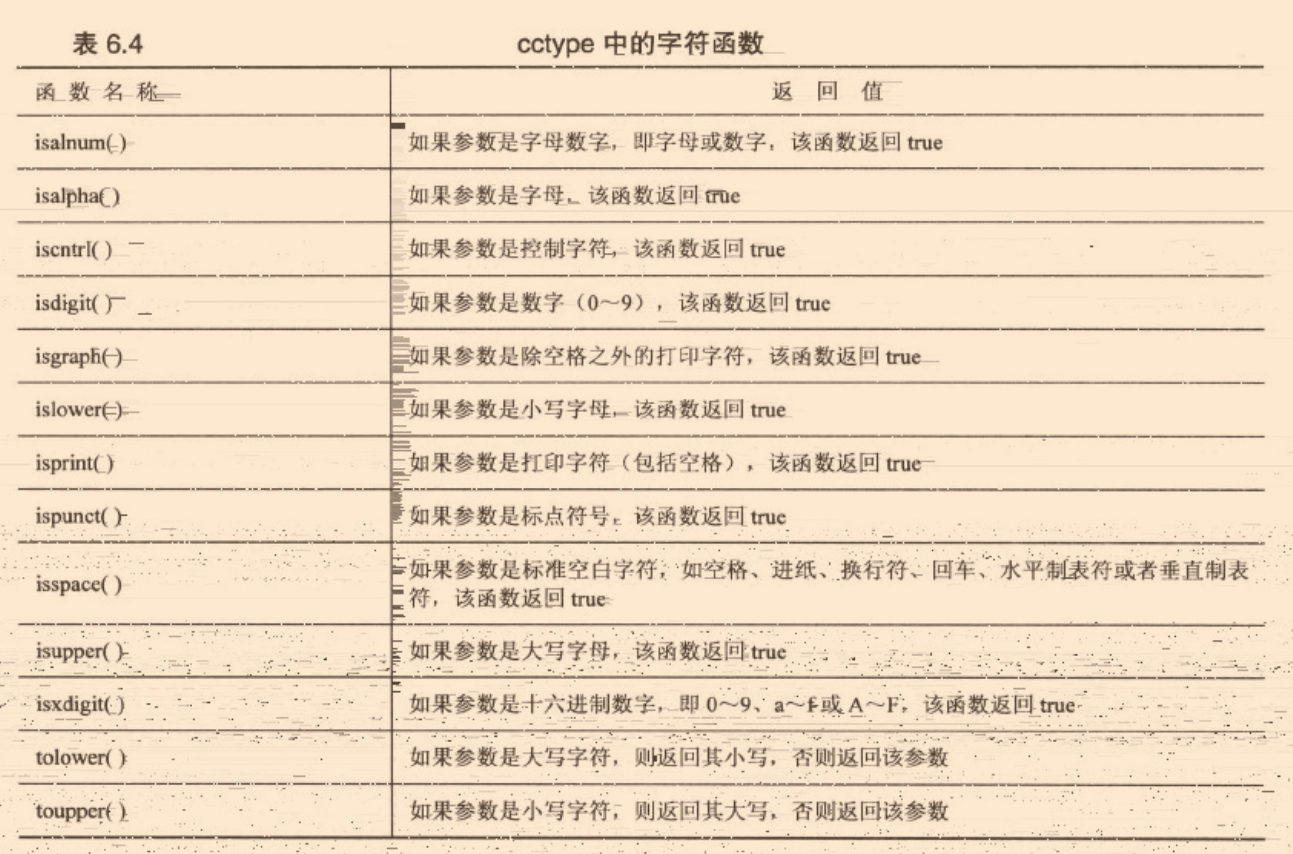 表 6.4 cctype 中的字符函数
函 数 名 称 返 回 值
isalnum( ) 如果参数是字母数字，即字母或数字，该函数返回 true
isalpha( ) 如果参数是字母，该函数返回 true
iscntrl( ) 如果参数是控制字符，该函数返回 true
isdigit( ) 如果参数是数字（0～9），该函数返回 true
isgraph( ) 如果参数是除空格之外的打印字符，该函数返回 true
islower( ) 如果参数是小写字母，该函数返回 true
isprint( ) 如果参数是打印字符（包括空格），该函数返回 true
ispunct( ) 如果参数是标点符号，该函数返回 true
isspace( ) 如果参数是标准空白字符，如空格、进纸、换行符、回车、水平制表符或者垂直制表
符，该函数返回 true
isupper( ) 如果参数是大写字母，该函数返回 true
isxdigit( ) 如果参数是十六进制数字，即 0～9、a～f 或 A～F，该函数返回 true
tolower( ) 如果参数是大写字符，则返回其小写，否则返回该参数
toupper( ) 如果参数是小写字符，则返回其大写，否则返回该参数